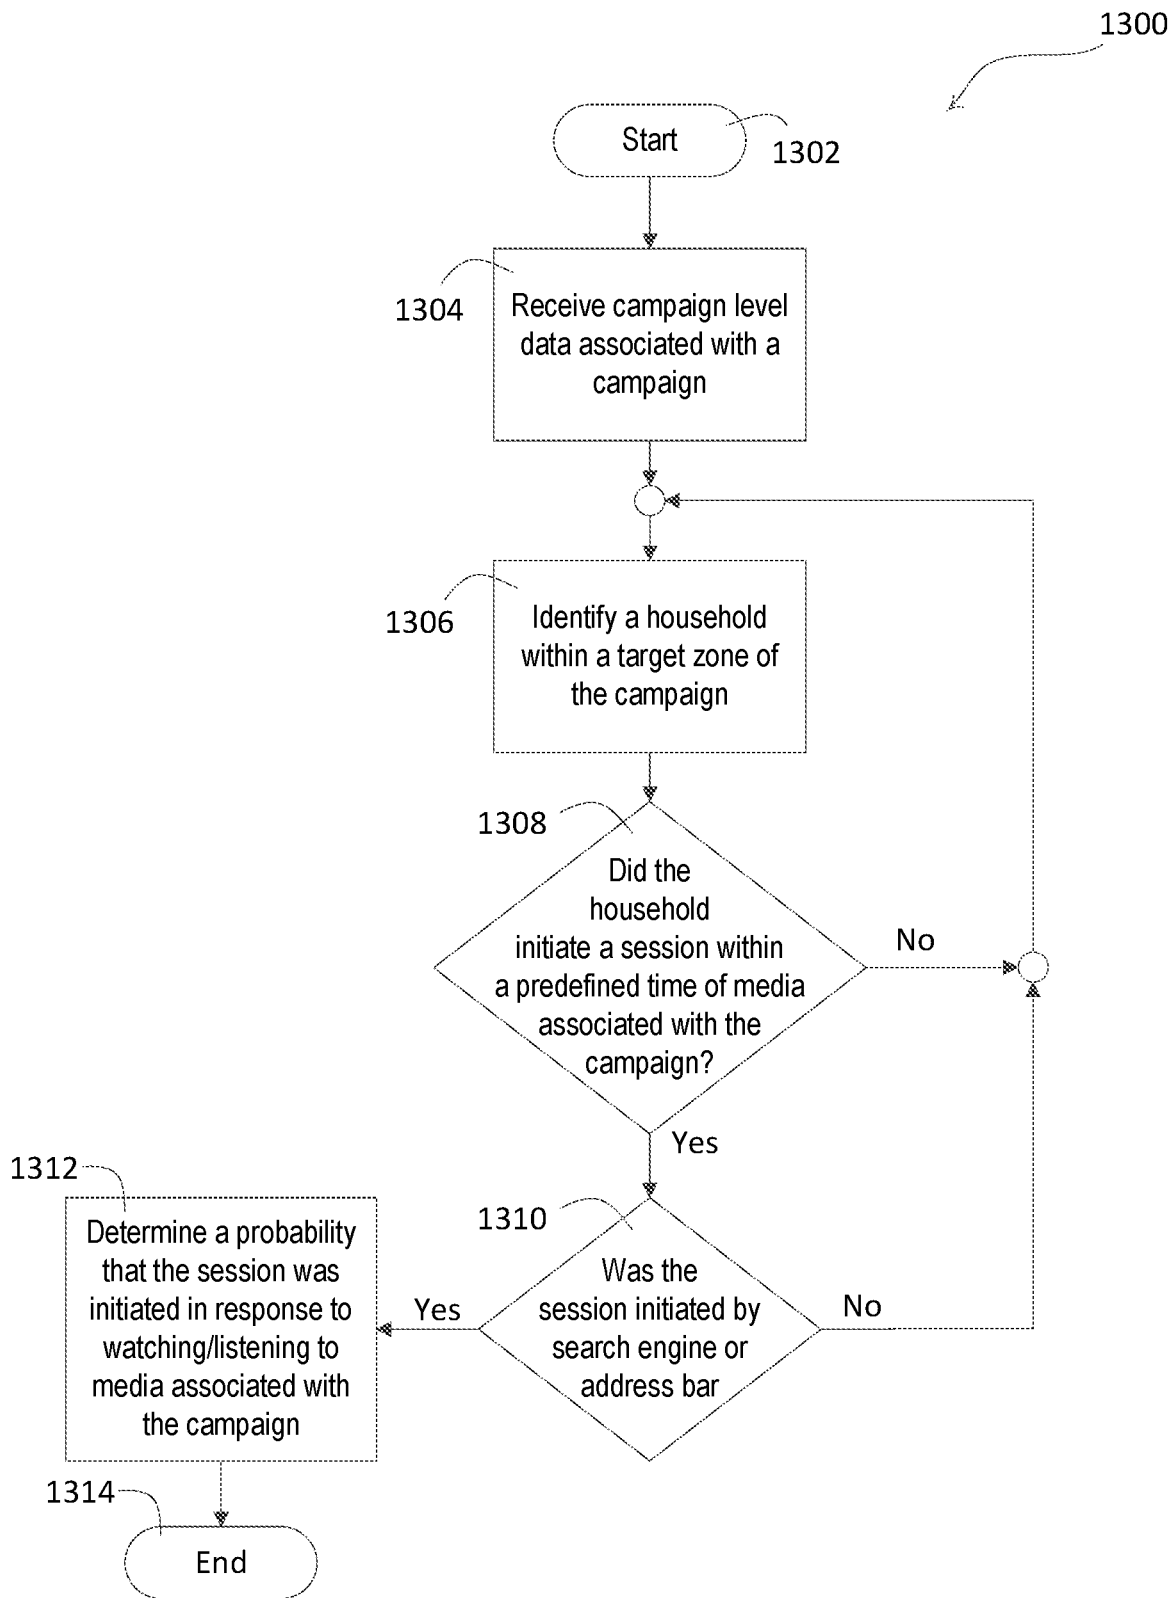 1300
Start
1302
1304
Receive campaign level
data associated with a
campaign
1306
Identify a household
within a target zone of
the campaign
1308
Did the
household
initiate a session within
a predefined time of media
associated with the
campaign?
No
Yes
1310
Was the
session initiated by
search engine or
address bar
No
Yes
1312
Determine a probability
that the session was
initiated in response to
watching/listening to
media associated with
the campaign
1314
End